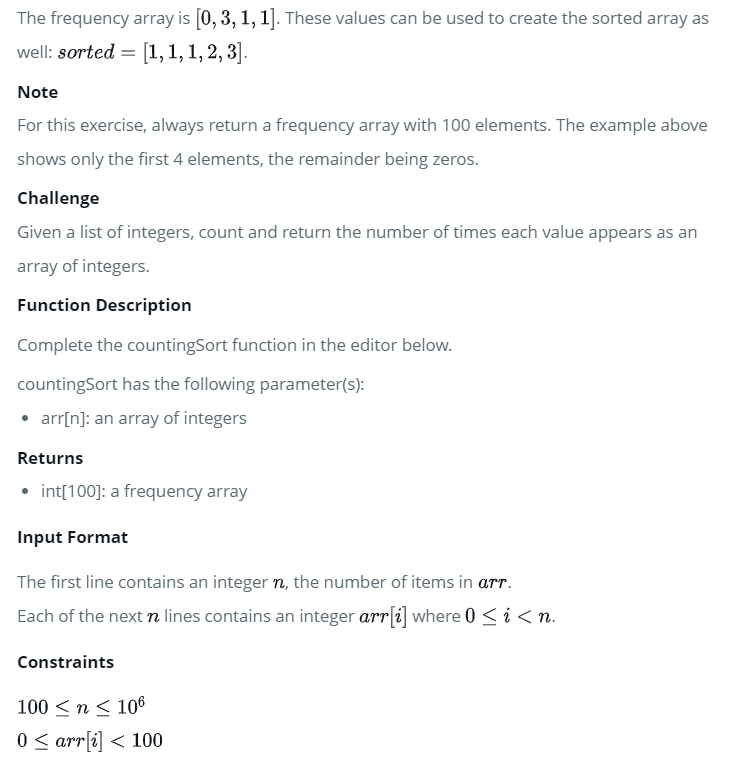 The frequency array is [0, 3, 1, 1]. These values can be used to create the sorted array as
well: sorted = [1, 1, 1, 2, 3].
Note
For this exercise, always return a frequency array with 100 elements. The example above
shows only the first 4 elements, the remainder being zeros.
Challenge
Given a list of integers, count and return the number of times each value appears as an
array of integers.
Function Description
Complete the countingSort function in the editor below.
countingSort has the following parameter(s):
• arr[n]: an array of integers
Returns
• int[100]: a frequency array
Input Format
The first line contains an integer n, the number of items in arr.
Each of the next n lines contains an integer arr[i] where 0 ≤ i < n.
Constraints
100 ≤ n ≤ 10⁶
0 ≤ arr[i] < 100